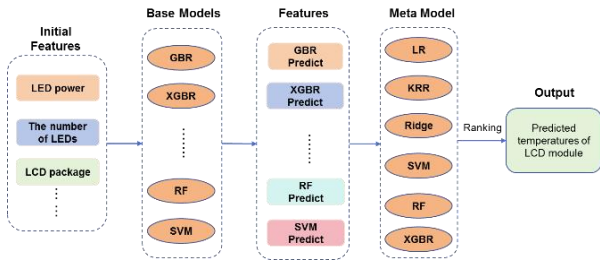 Initial
Features
Base Models
Features
Meta Model
LED power
The number
of LEDs
LCD package
GBR
XGBR
RF
SVM
GBR
Predict
XGBR
Predict
RF
Predict
SVM
Predict
LR
KRR
Ridge
SVM
RF
XGBR
Ranking
Output
Predicted
temperatures of
LCD module